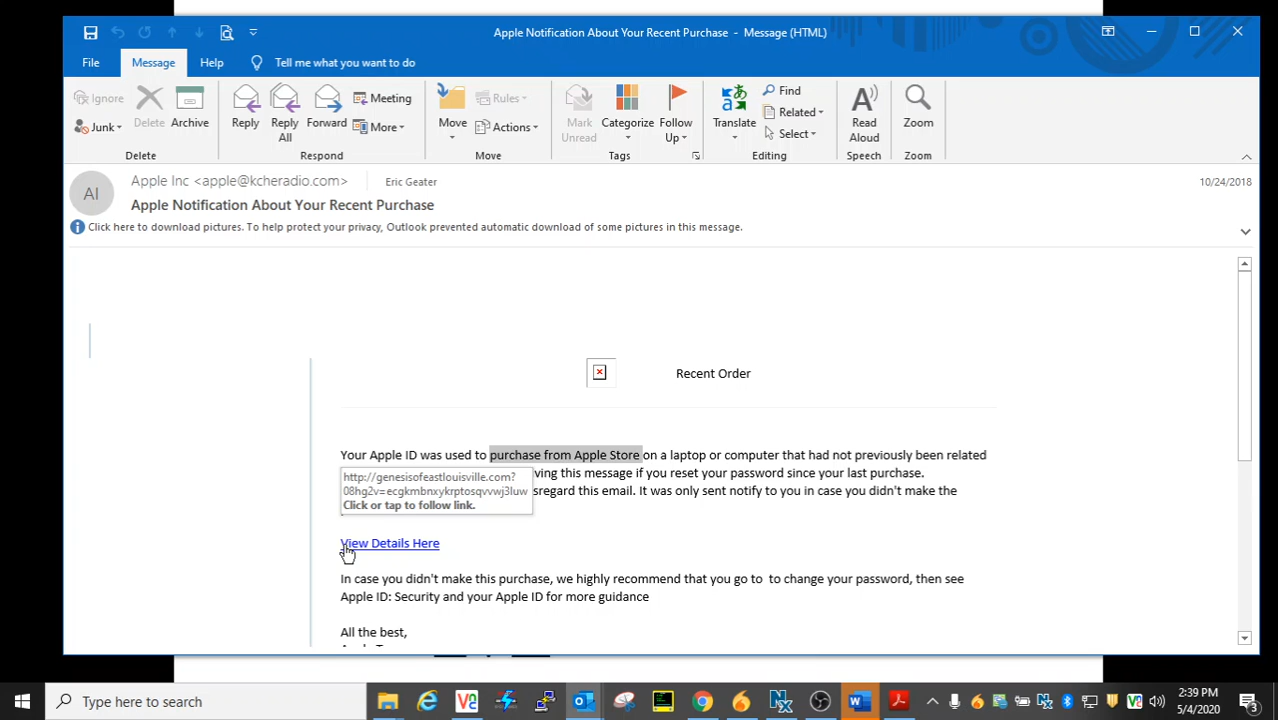 Apple Notification About Your Recent Purchase - Message (HTML)
File Message Help Tell me what you want to do
Ignore
Junk
Delete
Archive
Delete
Reply
Reply All
Forward
Meeting
More
Respond
Move
Rules
Actions
Move
Mark Unread
Categorize
Follow Up
Tags
Translate
Find
Related
Select
Editing
Read Aloud
Speech
Zoom
Zoom
AI
Apple Inc <apple@kcheradio.com>
Eric Geater
10/24/2018
Apple Notification About Your Recent Purchase
Click here to download pictures. To help protect your privacy, Outlook prevented automatic download of some pictures in this message.
Recent Order
Your Apple ID was used to purchase from Apple Store on a laptop or computer that had not previously been related
ving this message if you reset your password since your last purchase.
sregard this email. It was only sent notify to you in case you didn't make the
http://genesisofeastlouisville.com?
08hg2v=ecgkmbnxykrptosqvvwj3luw
Click or tap to follow link.
View Details Here
In case you didn't make this purchase, we highly recommend that you go to to change your password, then see
Apple ID: Security and your Apple ID for more guidance
All the best,
Type here to search
2:39 PM
5/4/2020
3